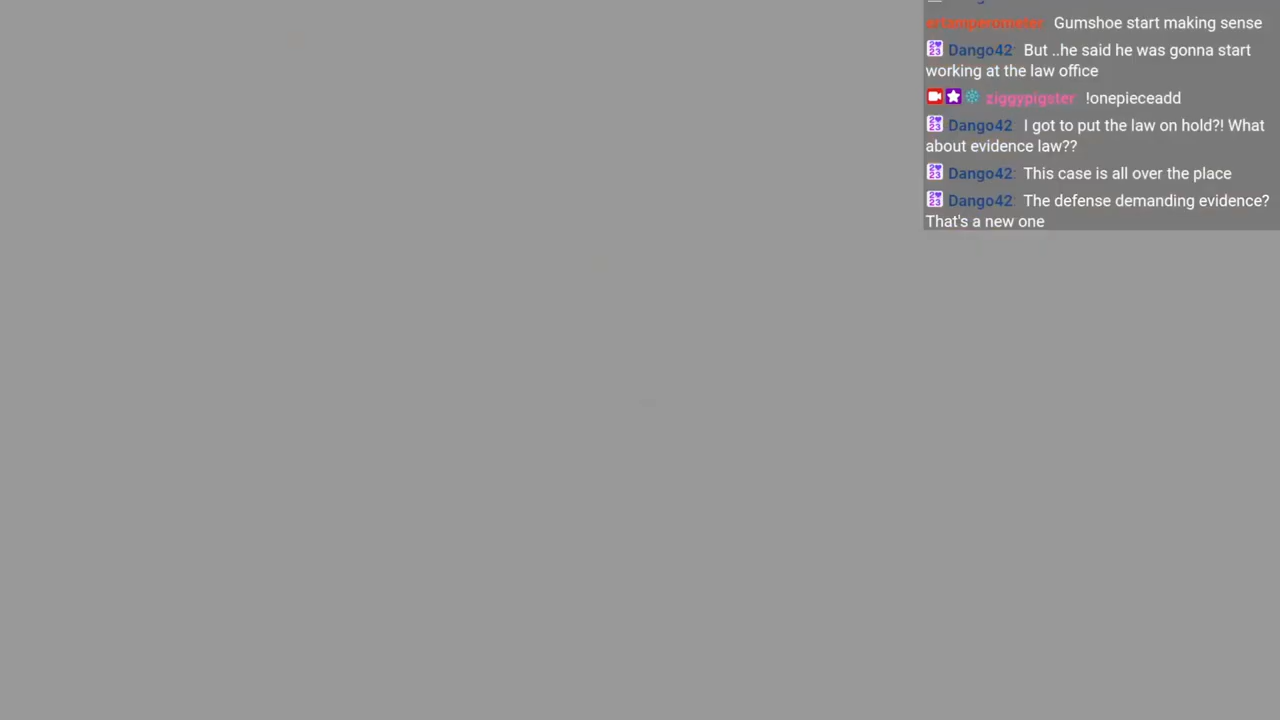 Gumshoe start making sense
Dango42: But ..he said he was gonna start
working at the law office
ziggypigster !onepieceadd
Dango42: I got to put the law on hold?! What
about evidence law??
Dango42: This case is all over the place
Dango42: The defense demanding evidence?
That's a new one